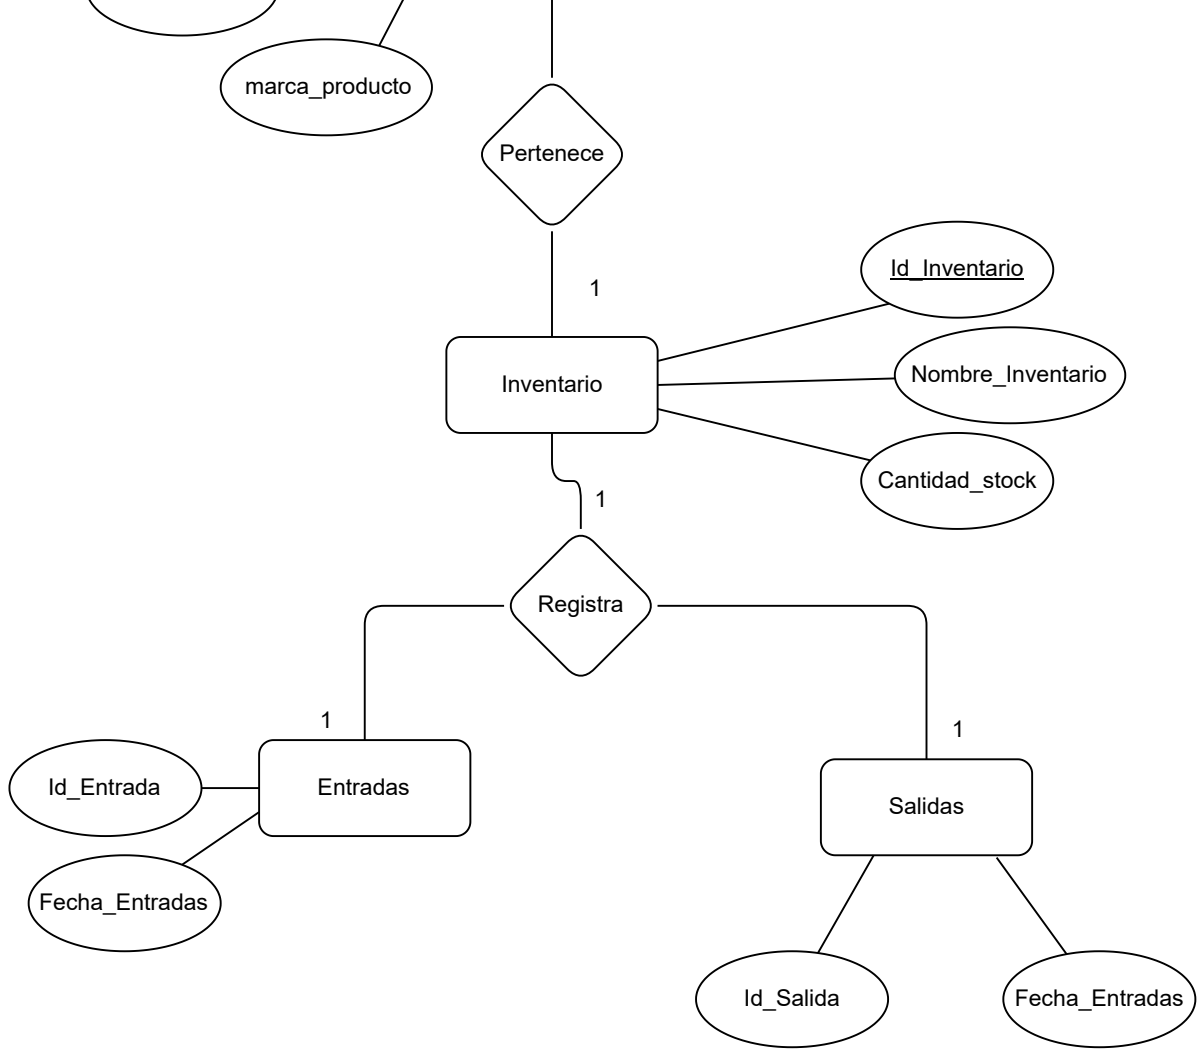 marca_producto
Pertenece
Id_Inventario
1
Nombre_Inventario
Inventario
Cantidad_stock
1
Registra
1
1
Id_Entrada
Entradas
Salidas
Fecha_Entradas
Id_Salida
Fecha_Entradas